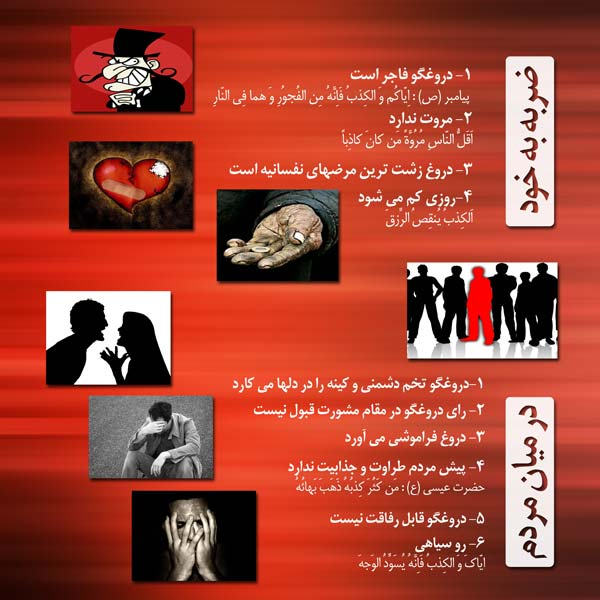 ضربه به خود
۱- دروغگو فاجر است
پیامبر (ص) : اِیّاکُم وَ الکِذبُ فَاِنَّهُ مِن الفُجورُ وَ هما فِی النّارِ
۲- مروت ندارد
اَقَلُّ النّاسِ مُرُوَّةً مَن کانَ کاذِباً
۳- دروغ زشت ترین مرضهای نفسانیه است
۴-روزی کم می شود
اَلکِذبُ یُنقِصُ الرِّزقَ
در میان مردم
۱-دروغگو تخم دشمنی و کینه را در دلها می کارد
۲- رای دروغگو در مقام مشورت قبول نیست
۳- دروغ فراموشی می آورد
۴- پیش مردم طراوت و جذابیت ندارد
حضرت عیسی (ع) : مَن کَثُرَ کِذبُهُ ذَهَبَ بَهائُهُ
۵- دروغگو قابل رفاقت نیست
۶- رو سیاهی
اِیّاکَ وَ الکِذبُ فَاِنَّهُ یُسَوِّدُ الوَجهَ